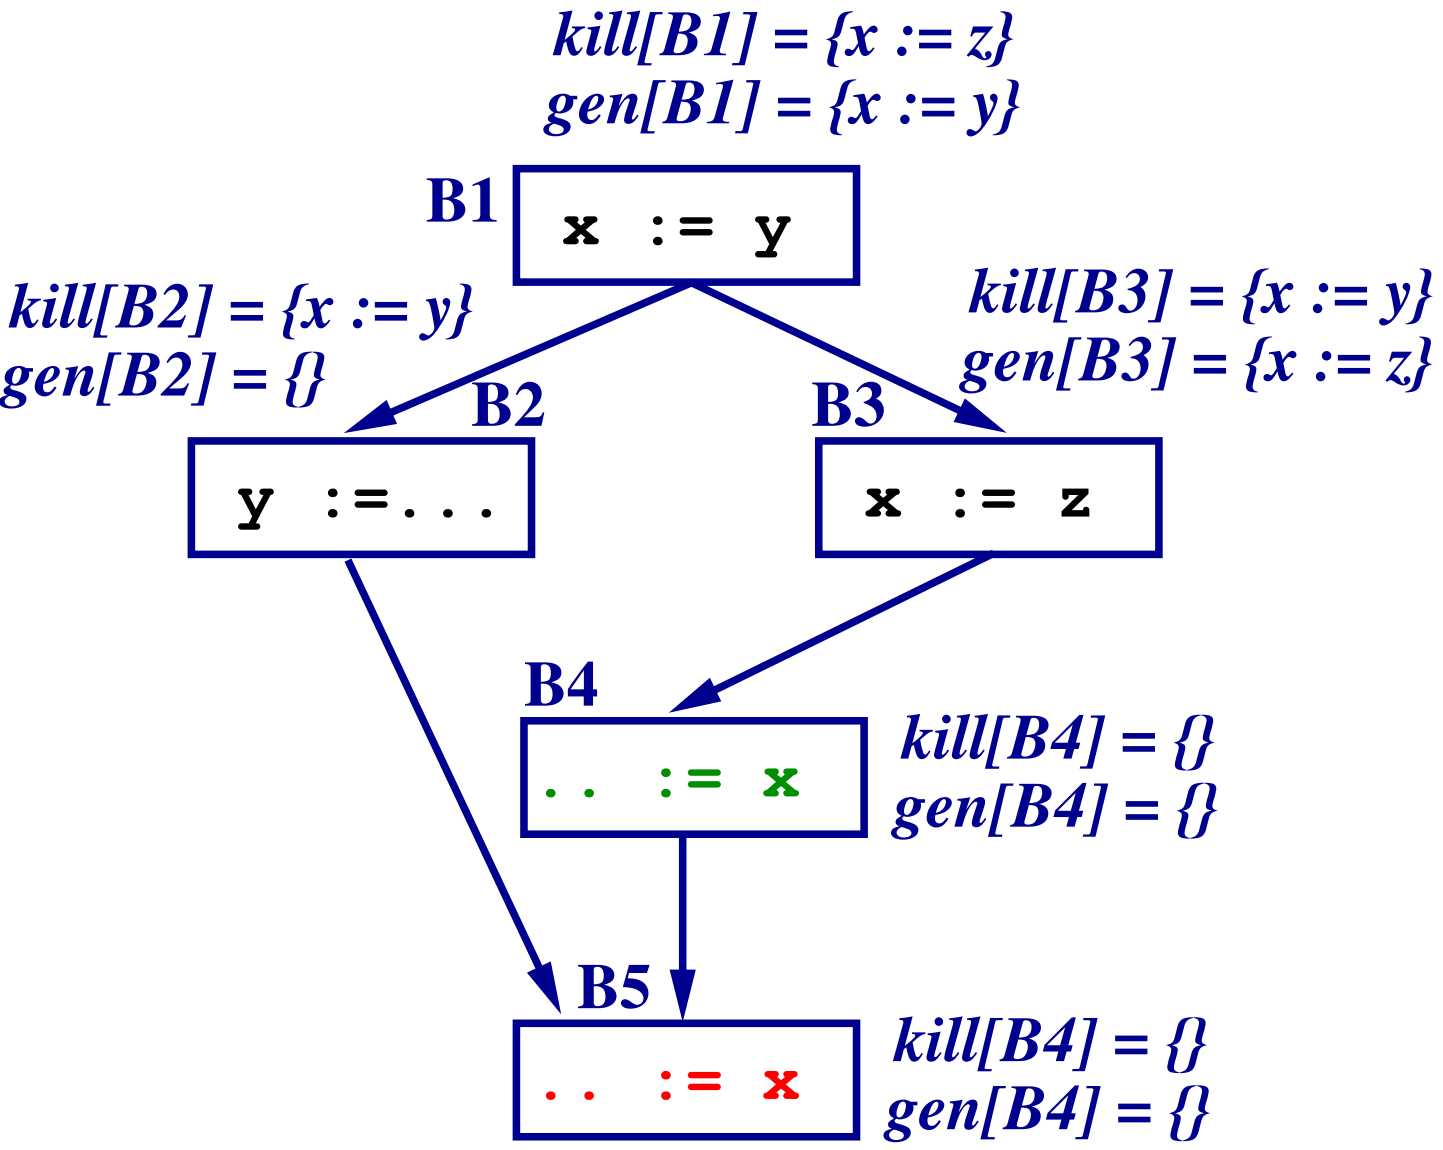 kill[B1] = {x := z}
gen[B1] = {x := y}
B1
x := y
kill[B2] = {x := y}
gen[B2] = {}
kill[B3] = {x := y}
gen[B3] = {x := z}
B2
B3
y :=...
x := z
B4
.. := x
kill[B4] = {}
gen[B4] = {}
B5
.. := x
kill[B4] = {}
gen[B4] = {}